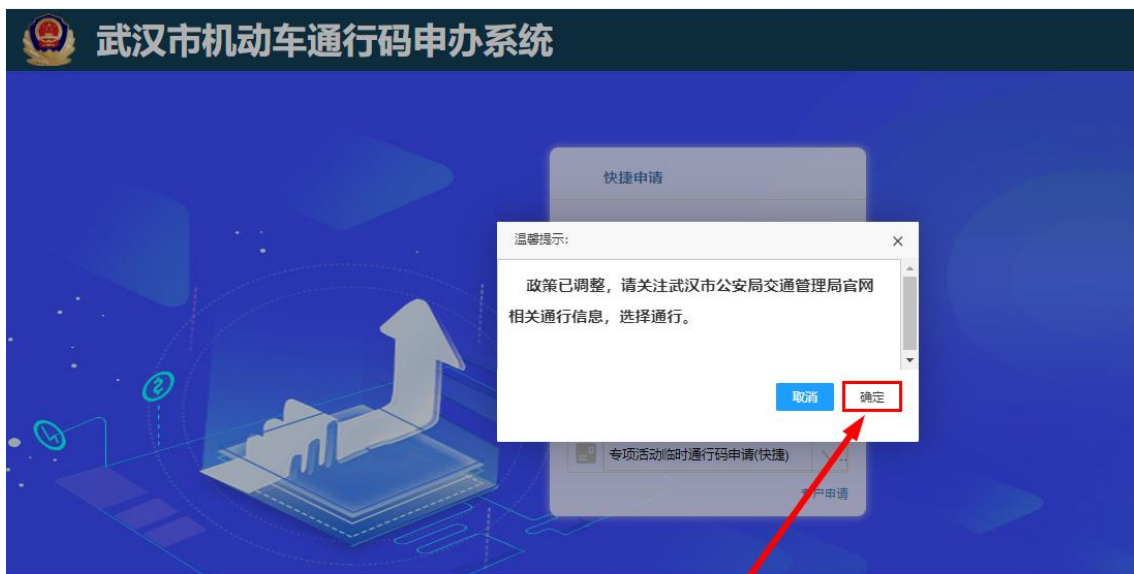 武汉市机动车通行码申办系统
快捷申请
温馨提示:
政策已调整，请关注武汉市公安局交通管理局官网
相关通行信息，选择通行。
取消
确定
专项活动临时通行码申请(快捷)
户申请